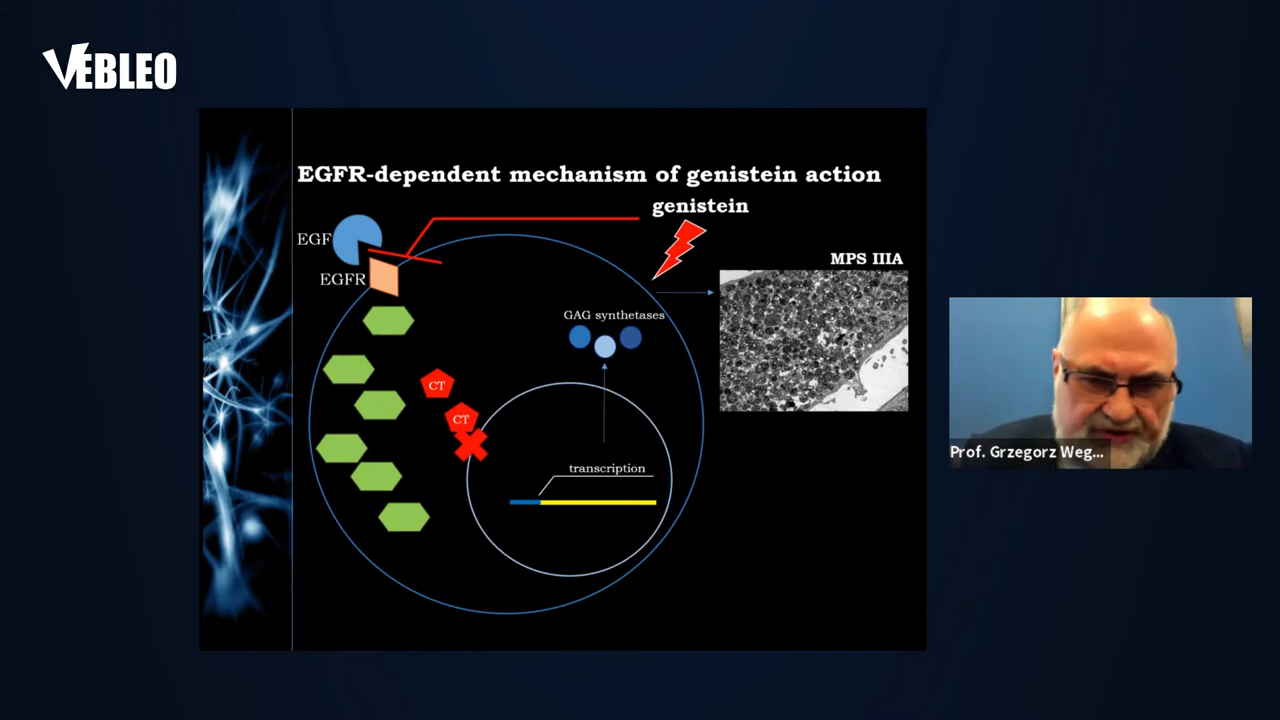 VEBLEO
EGFR-dependent mechanism of genistein action
genistein
EGF
EGFR
MPS IIIA
GAG synthetases
CT
CT
transcription
Prof. Grzegorz Weg...